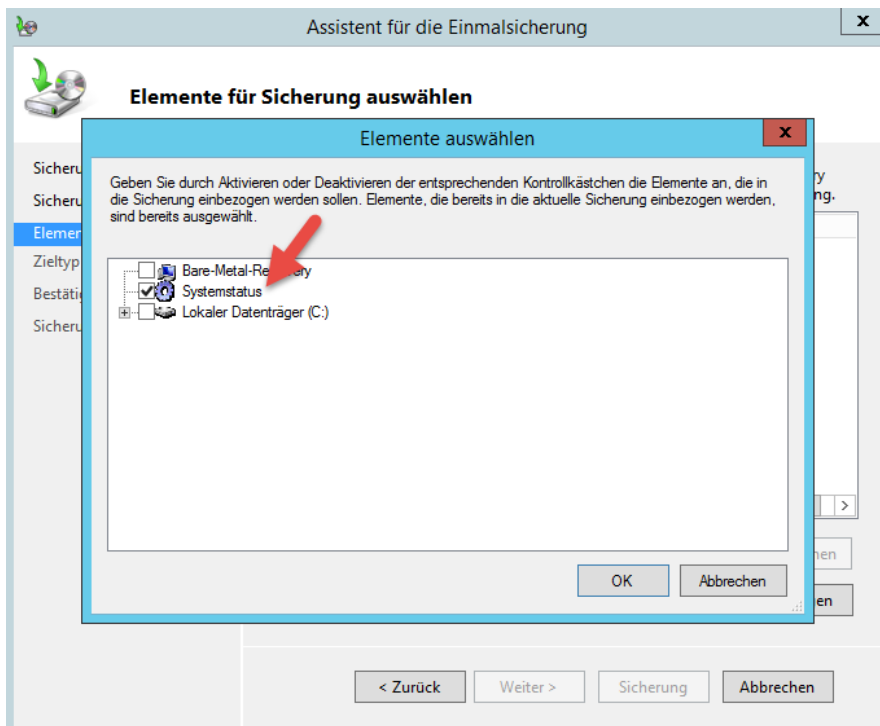 Assistent für die Einmalsicherung
x
Elemente für Sicherung auswählen
Elemente auswählen
x
Geben Sie durch Aktivieren oder Deaktivieren der entsprechenden Kontrollkästchen die Elemente an, die in
die Sicherung einbezogen werden sollen. Elemente, die bereits in die aktuelle Sicherung einbezogen werden,
sind bereits ausgewählt.
Systemstatus
Lokaler Datenträger (C:)
OK Abbrechen
Zieltyp
< Zurück Weiter > Sicherung Abbrechen